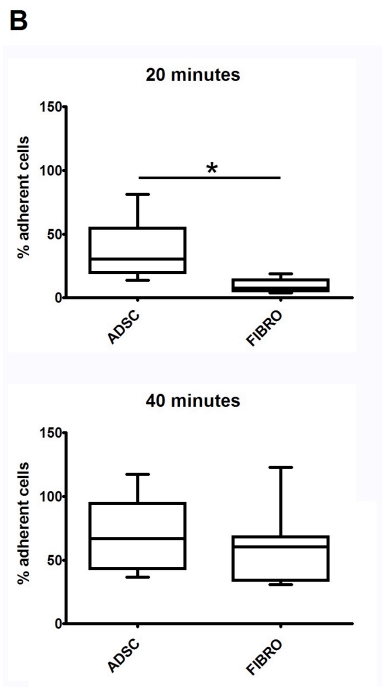 B
20 minutes
150
100
50
0
% adherent cells
*
ADSC
FIBRO
40 minutes
150
100
50
0
% adherent cells
ADSC
FIBRO